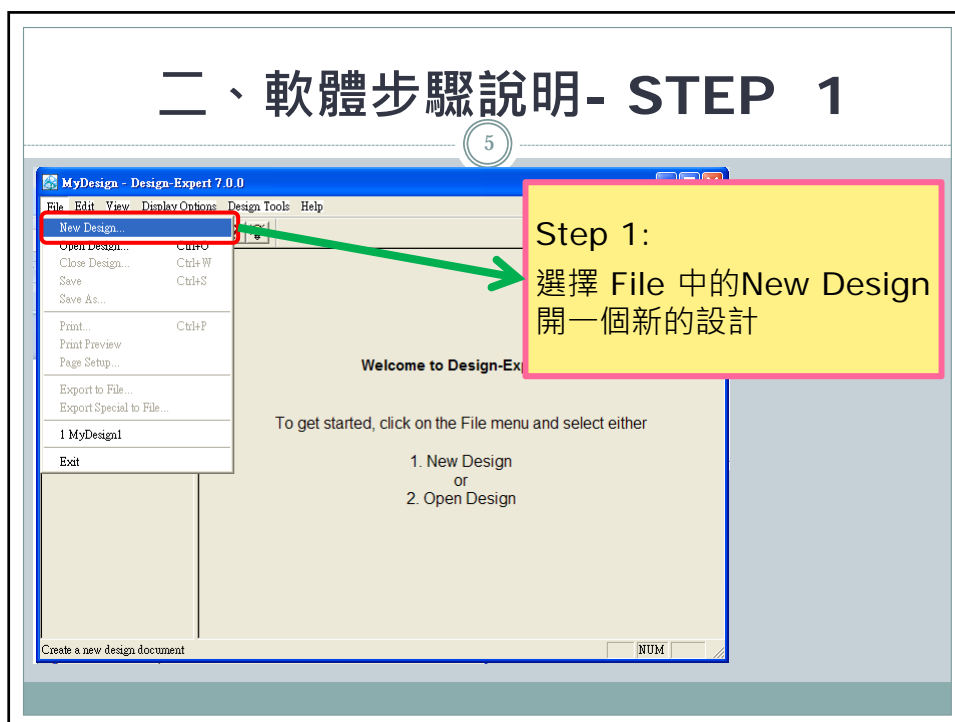 二、軟體步驟說明- STEP 1
5
MyDesign - Design-Expert 7.0.0
File Edit View Display Options Design Tools Help
New Design...
Open Design... Ctrl+O
Close Design... Ctrl+W
Save Ctrl+S
Save As...
Print... Ctrl+P
Print Preview
Page Setup...
Export to File...
Export Special to File...
1 MyDesign1
Exit
Step 1:
選擇 File 中的New Design
開一個新的設計
Welcome to Design-Ex
To get started, click on the File menu and select either
1. New Design
or
2. Open Design
Create a new design document NUM